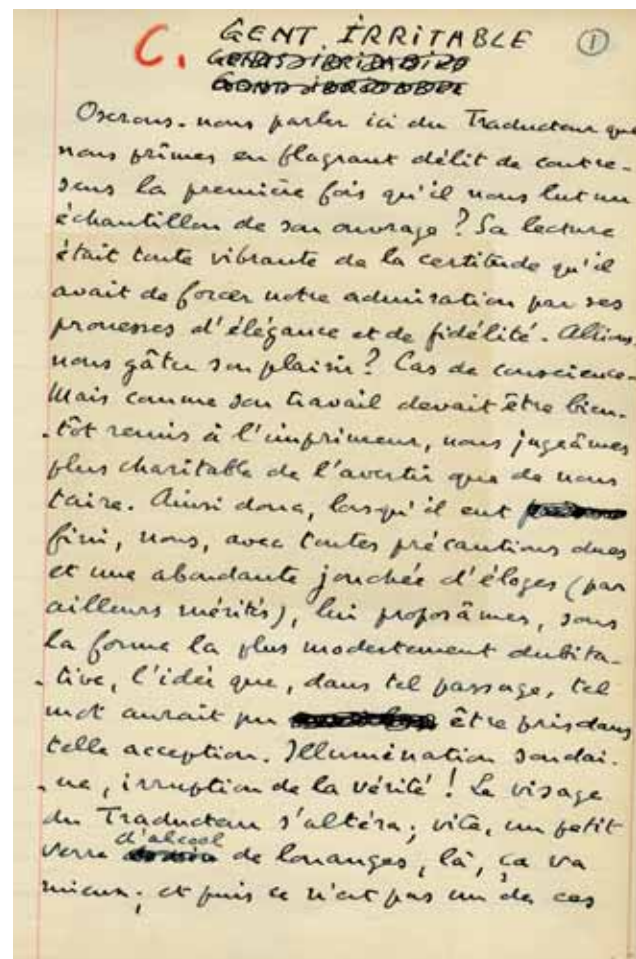 C. GENT IRRITABLE 1
Oserons-nous parler ici du Traducteur que
nous prîmes en flagrant délit de contre-
sens la première fois qu'il nous lut un
échantillon de son ouvrage ? Sa lecture
était toute vibrante de la certitude qu'il
avait de forcer notre admiration par ses
prouesses d'élégance et de fidélité. Allions-
nous gâter son plaisir ? Cas de conscience.
Mais comme son travail devait être bien-
-tôt remis à l'imprimeur, nous jugeâmes
plus charitable de l'avertir que de nous
taire. Ainsi donc, lorsqu'il eut
fini, nous, avec toutes précautions dues
et une abondante jonchée d'éloges (par
ailleurs mérités), lui proposâmes, sous
la forme la plus modestement dubita-
-tive, l'idée que, dans tel passage, tel
mot aurait pu être pris dans
telle acception. Illumination soudai-
-ne, irruption de la vérité ! Le visage
du Traducteur s'altéra ; vite, un petit
verre d'alcool de louanges, là, ça va
mieux ; et puis ce n'est pas un de ces